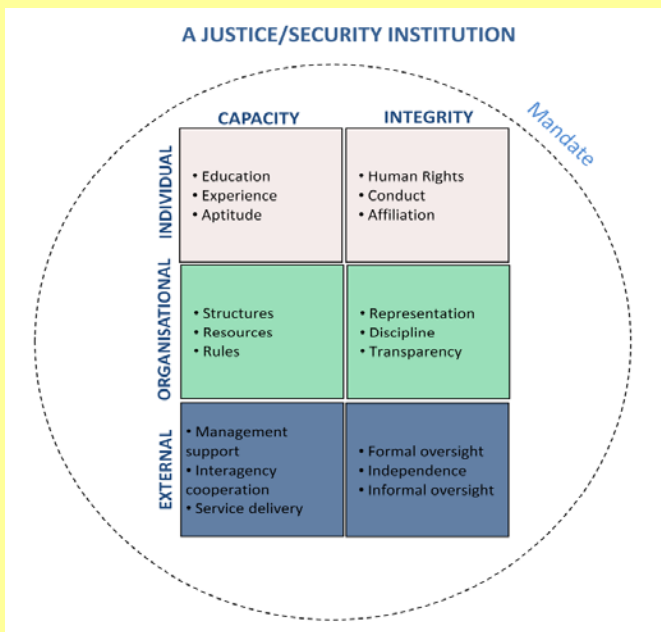 A JUSTICE/SECURITY INSTITUTION
Mandate
CAPACITY
INTEGRITY
INDIVIDUAL
• Education
• Experience
• Aptitude
• Human Rights
• Conduct
• Affiliation
ORGANISATIONAL
• Structures
• Resources
• Rules
• Representation
• Discipline
• Transparency
EXTERNAL
• Management
support
• Interagency
cooperation
• Service delivery
• Formal oversight
• Independence
• Informal oversight